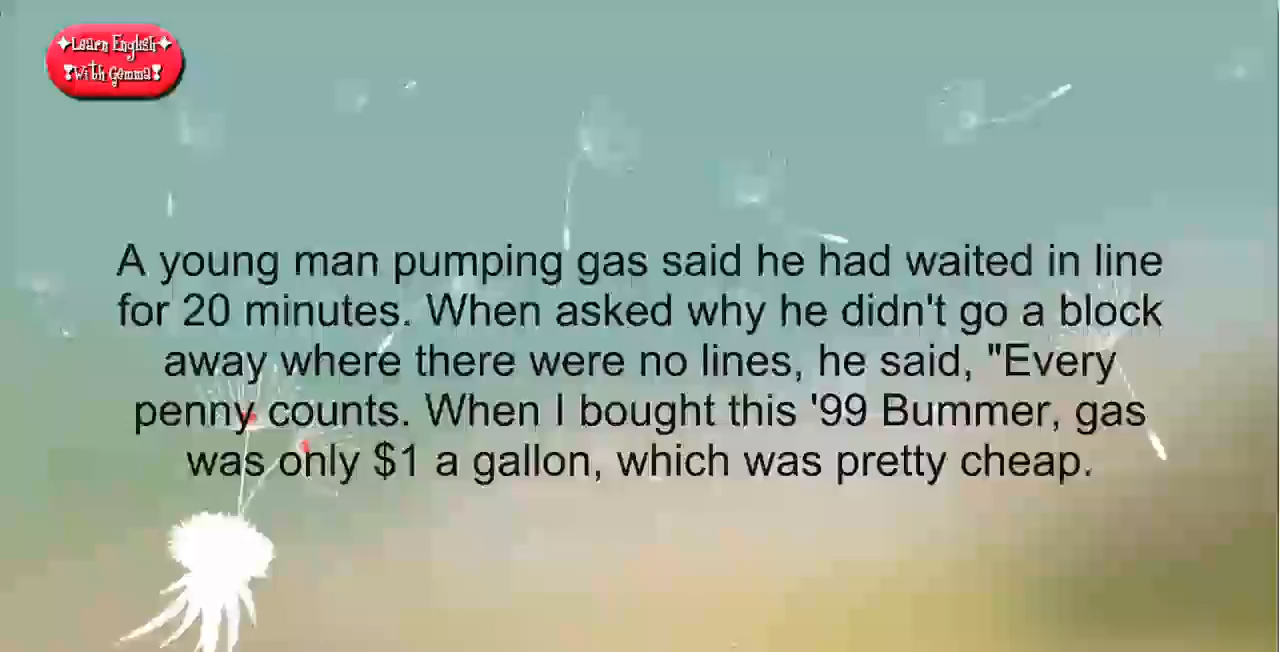 Learn English
With Gemma
A young man pumping gas said he had waited in line
for 20 minutes. When asked why he didn't go a block
away where there were no lines, he said, "Every
penny counts. When I bought this '99 Bummer, gas
was only $1 a gallon, which was pretty cheap.